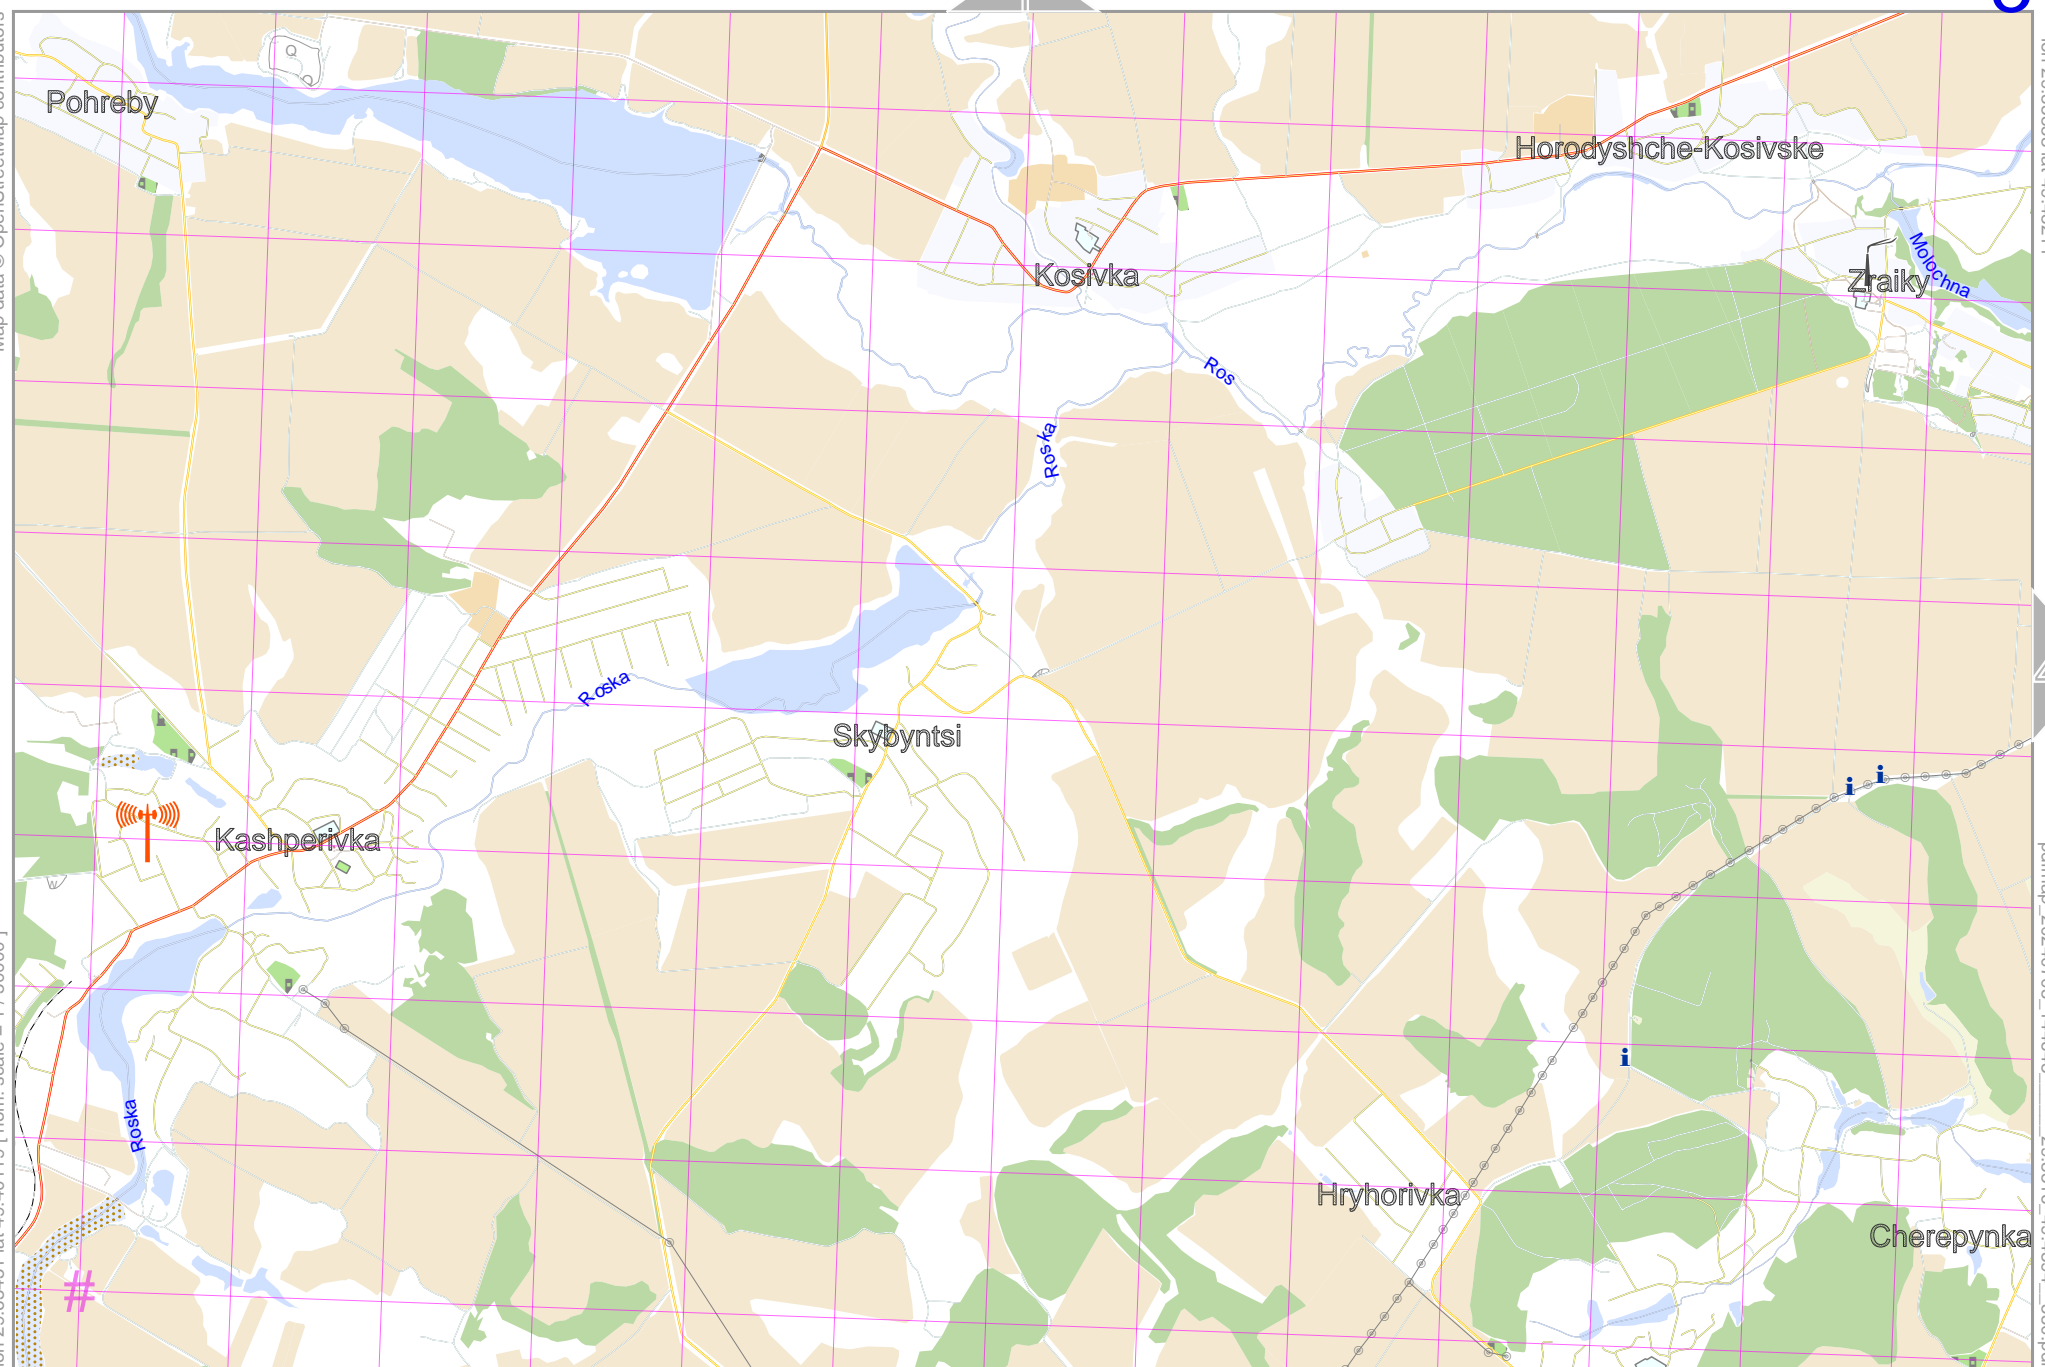 Pohreby
Horodyshche-Kosivske
Kosivka
Zraiky
Molochna
Ros
Roska
Roska
Skybyntsi
Kashperivka
Roska
Hryhorivka
Cherepynka
#
i
i
i